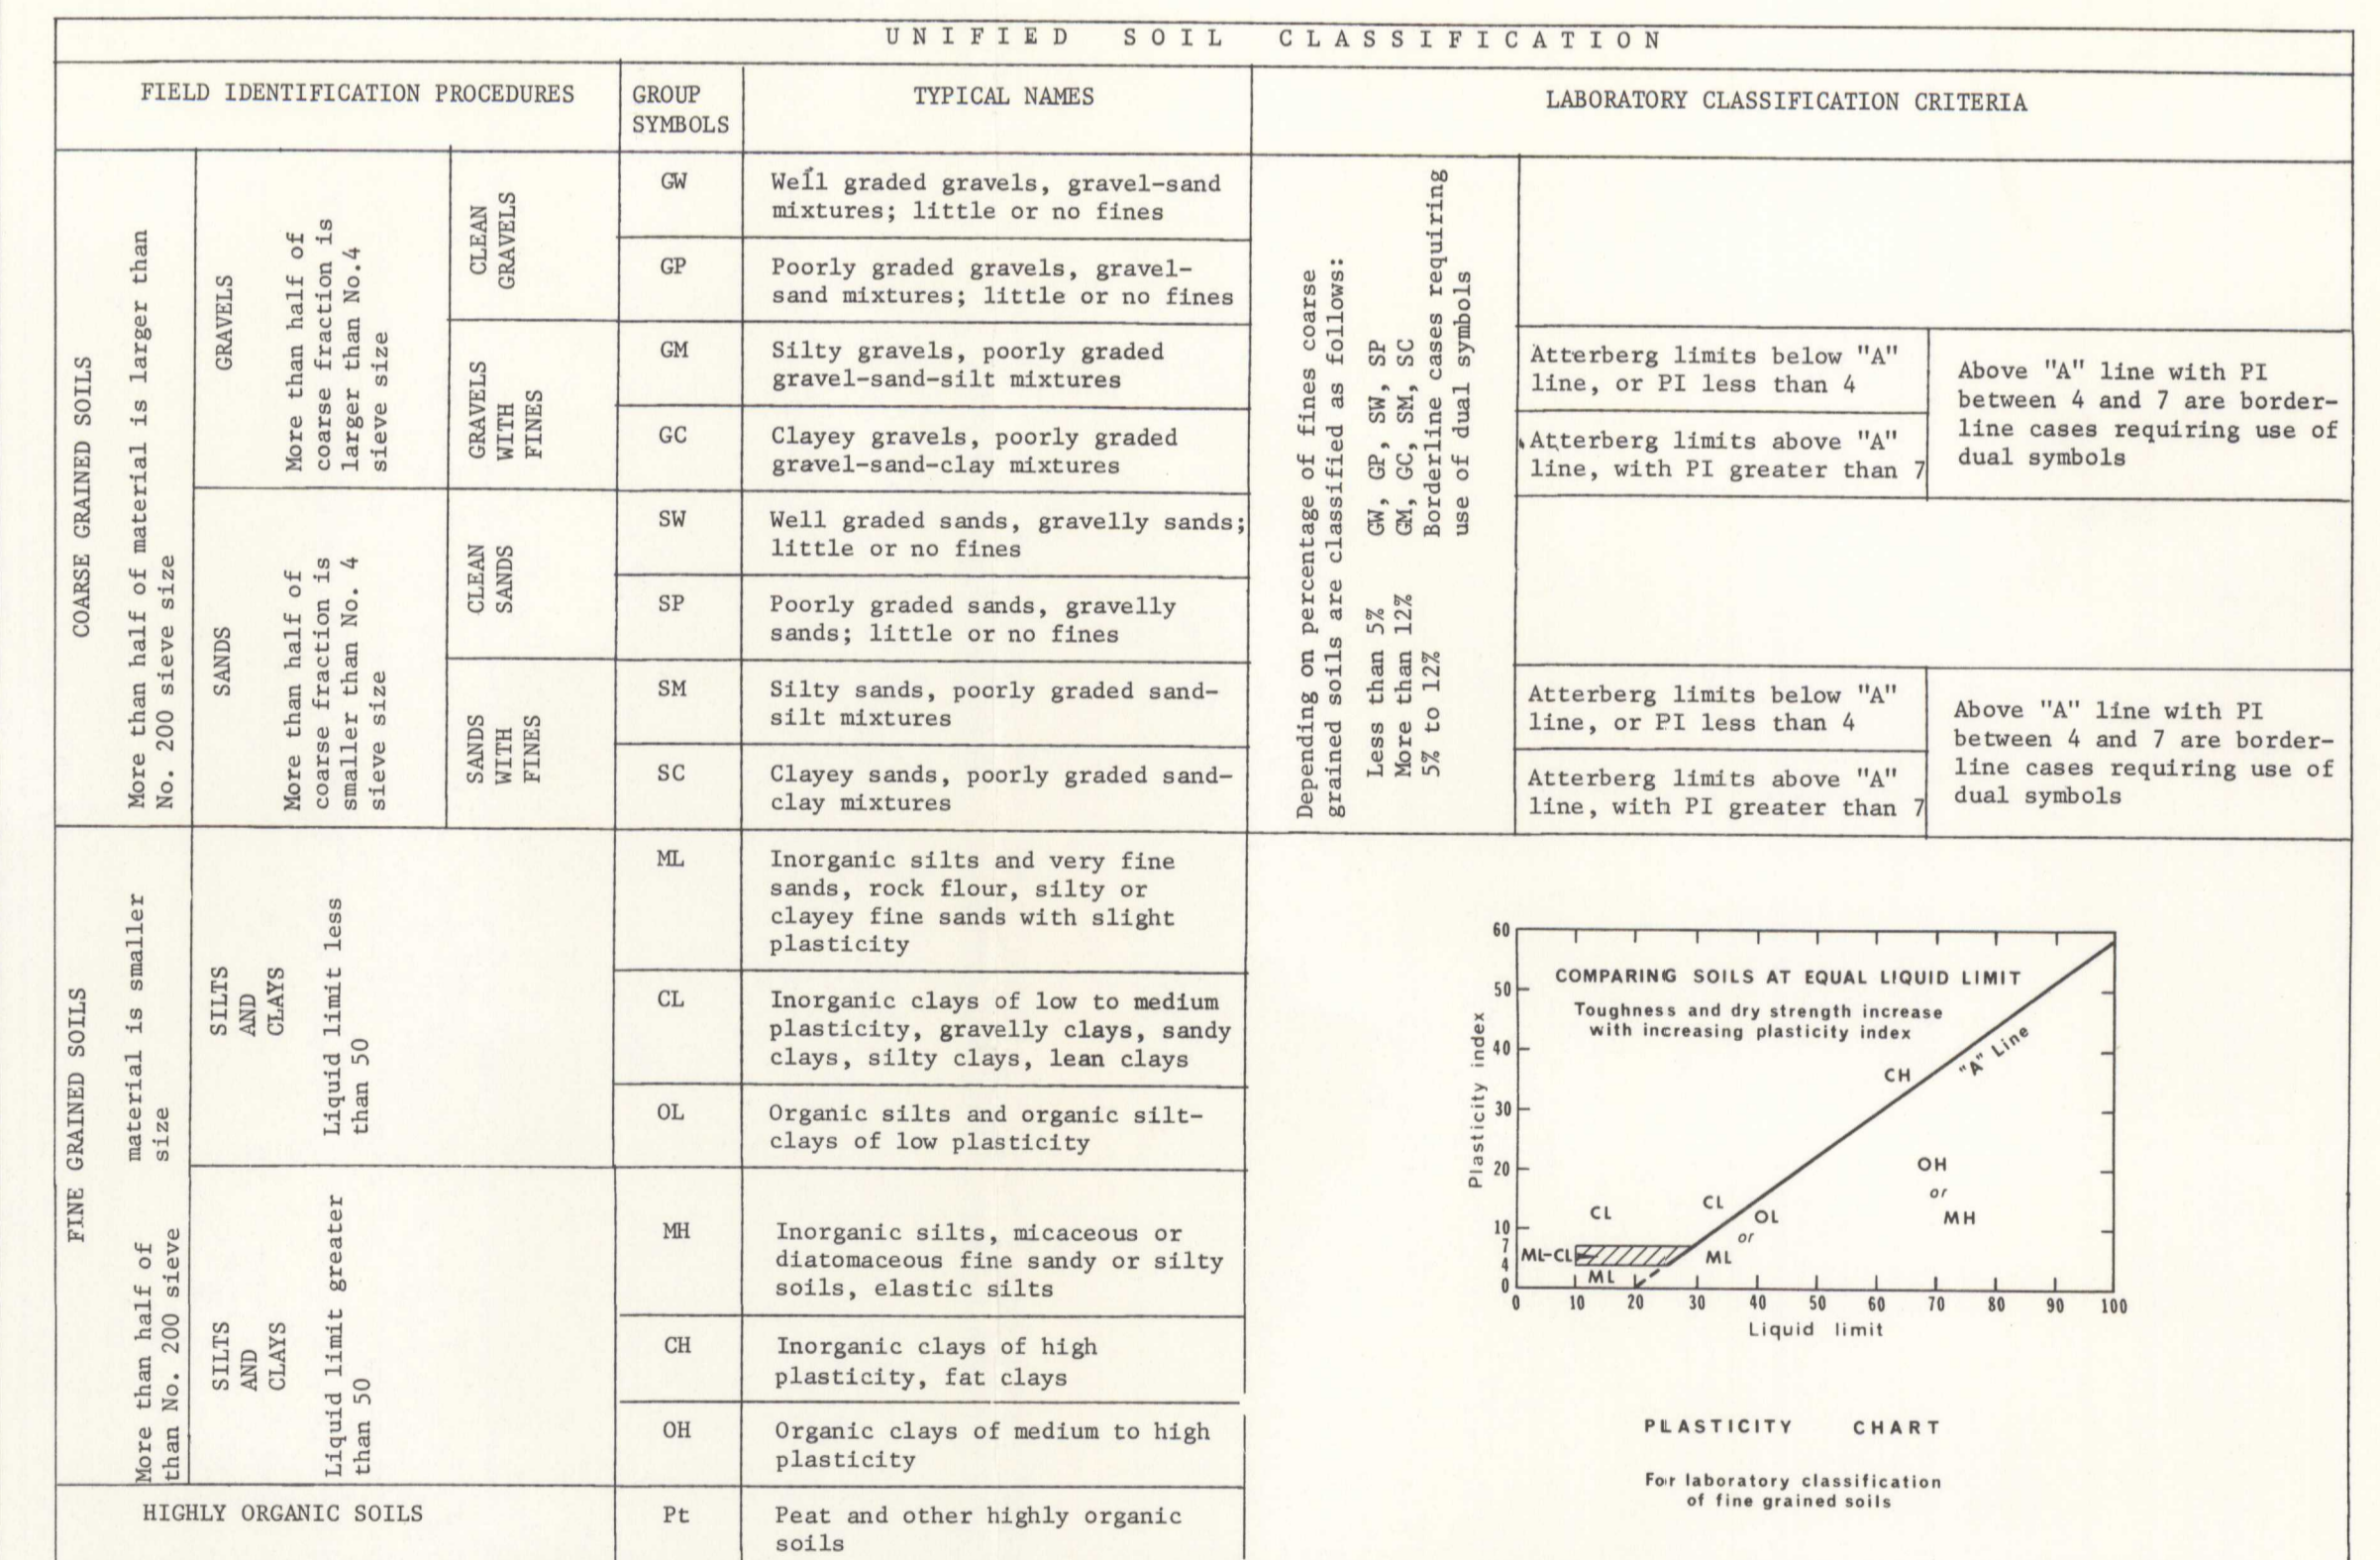 UNIFIED SOIL CLASSIFICATION
FIELD IDENTIFICATION PROCEDURES
GROUP
SYMBOLS
TYPICAL NAMES
LABORATORY CLASSIFICATION CRITERIA
COARSE GRAINED SOILS
More than half of material is larger than
No. 200 sieve size
GRAVELS
More than half of
coarse fraction is
larger than No.4
sieve size
CLEAN
GRAVELS
GW
Well graded gravels, gravel-sand
mixtures; little or no fines
GP
Poorly graded gravels, gravel-
sand mixtures; little or no fines
GRAVELS
WITH
FINES
GM
Silty gravels, poorly graded
gravel-sand-silt mixtures
GC
Clayey gravels, poorly graded
gravel-sand-clay mixtures
SANDS
More than half of
coarse fraction is
smaller than No. 4
sieve size
CLEAN
SANDS
SW
Well graded sands, gravelly sands;
little or no fines
SP
Poorly graded sands, gravelly
sands; little or no fines
SANDS
WITH
FINES
SM
Silty sands, poorly graded sand-
silt mixtures
SC
Clayey sands, poorly graded sand-
clay mixtures
Depending on percentage of fines coarse
grained soils are classified as follows:
Less than 5% GW, GP, SW, SP
More than 12% GM, GC, SM, SC
5% to 12% Borderline cases requiring
use of dual symbols
Atterberg limits below "A"
line, or PI less than 4
Atterberg limits above "A"
line, with PI greater than 7
Above "A" line with PI
between 4 and 7 are border-
line cases requiring use of
dual symbols
Atterberg limits below "A"
line, or PI less than 4
Atterberg limits above "A"
line, with PI greater than 7
Above "A" line with PI
between 4 and 7 are border-
line cases requiring use of
dual symbols
FINE GRAINED SOILS
More than half of material is smaller
than No. 200 sieve size
SILTS
AND
CLAYS
Liquid limit less
than 50
ML
Inorganic silts and very fine
sands, rock flour, silty or
clayey fine sands with slight
plasticity
CL
Inorganic clays of low to medium
plasticity, gravelly clays, sandy
clays, silty clays, lean clays
OL
Organic silts and organic silt-
clays of low plasticity
SILTS
AND
CLAYS
Liquid limit greater
than 50
MH
Inorganic silts, micaceous or
diatomaceous fine sandy or silty
soils, elastic silts
CH
Inorganic clays of high
plasticity, fat clays
OH
Organic clays of medium to high
plasticity
HIGHLY ORGANIC SOILS
Pt
Peat and other highly organic
soils
COMPARING SOILS AT EQUAL LIQUID LIMIT
Toughness and dry strength increase
with increasing plasticity index
Plasticity index
60
50
40
30
20
10
7
4
0
"A" Line
CH
OH
or
MH
CL
CL
OL
or
ML
ML-CL
ML
0 10 20 30 40 50 60 70 80 90 100
Liquid limit
PLASTICITY CHART
For laboratory classification
of fine grained soils